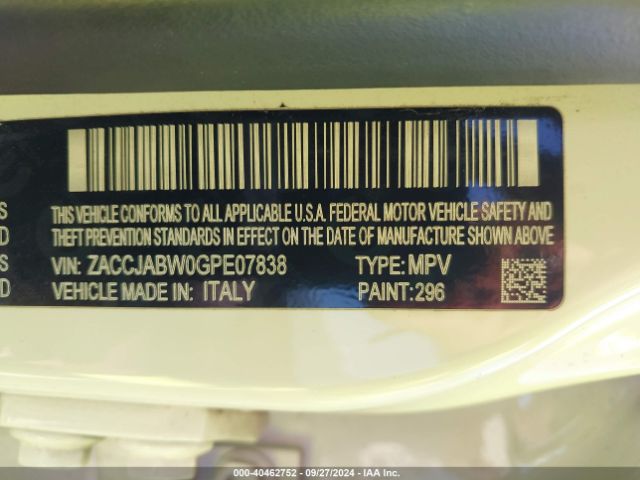 THIS VEHICLE CONFORMS TO ALL APPLICABLE U.S.A. FEDERAL MOTOR VEHICLE SAFETY AND
THEFT PREVENTION STANDARDS IN EFFECT ON THE DATE OF MANUFACTURE SHOWN ABOVE
VIN: ZACCJABW0GPE07838 TYPE: MPV
VEHICLE MADE IN: ITALY PAINT:296
000-40462752 - 09/27/2024 - IAA Inc.